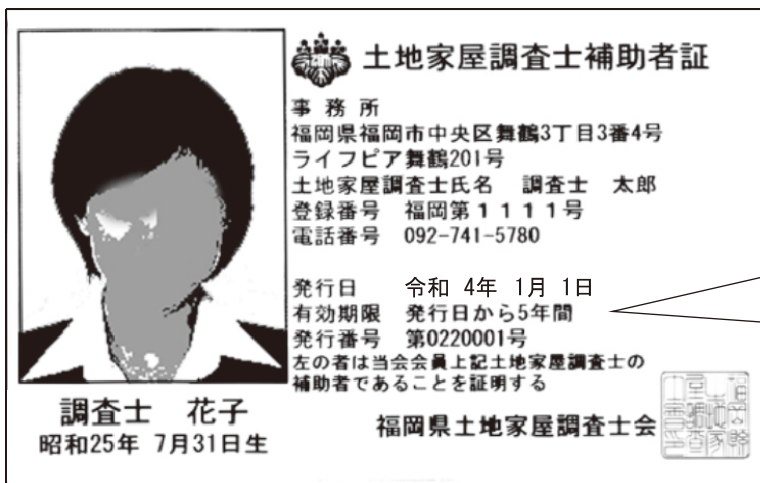 土地家屋調査士補助者証
事務所
福岡県福岡市中央区舞鶴3丁目3番4号
ライフピア舞鶴201号
土地家屋調査士氏名　調査士　太郎
登録番号　福岡第１１１１号
電話番号　092-741-5780
発行日　令和 4年 1月 1日
有効期限　発行日から5年間
発行番号　第0220001号
左の者は当会会員上記土地家屋調査士の
補助者であることを証明する
福岡県土地家屋調査士会
調査士　花子
昭和25年 7月31日生